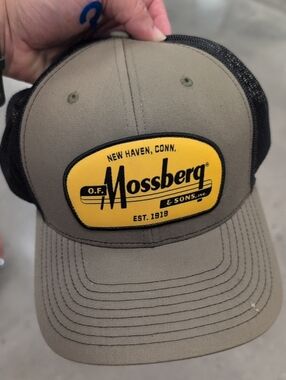 NEW HAVEN, CONN.
O.F. Mossberg®
& SONS, INC.
EST. 1919